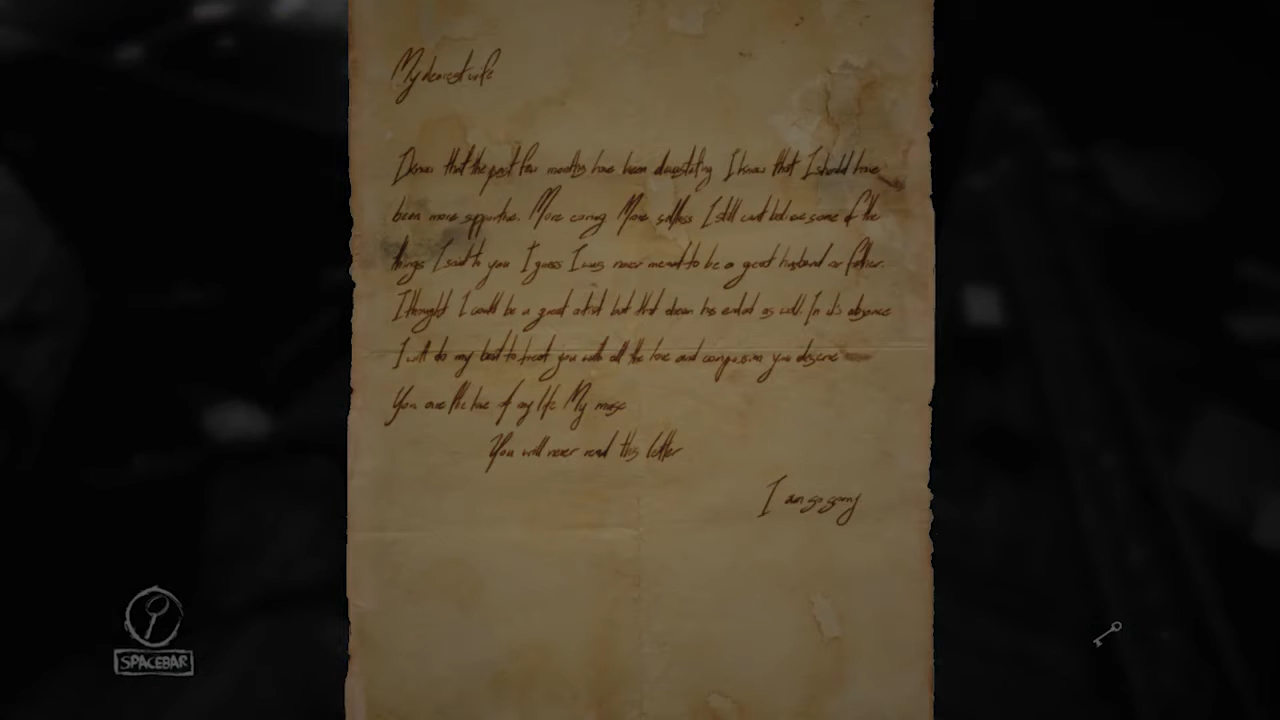 My dearest wife
I know that the past few months have been devastating I know that I should have
been more supportive. More caring More selfless I still can't believe some of the
things I said to you I guess I was never meant to be a great husband or father.
I thought I could be a great artist but that dream has ended as well. In it's absence
I will do my best to treat you with all the love and compassion you deserve
You are the love of my life My muse
You will never read this letter
I am so sorry
SPACEBAR